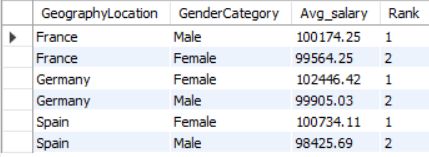 GeographyLocation GenderCategory Avg_salary Rank
France Male 100174.25 1
France Female 99564.25 2
Germany Female 102446.42 1
Germany Male 99905.03 2
Spain Female 100734.11 1
Spain Male 98425.69 2